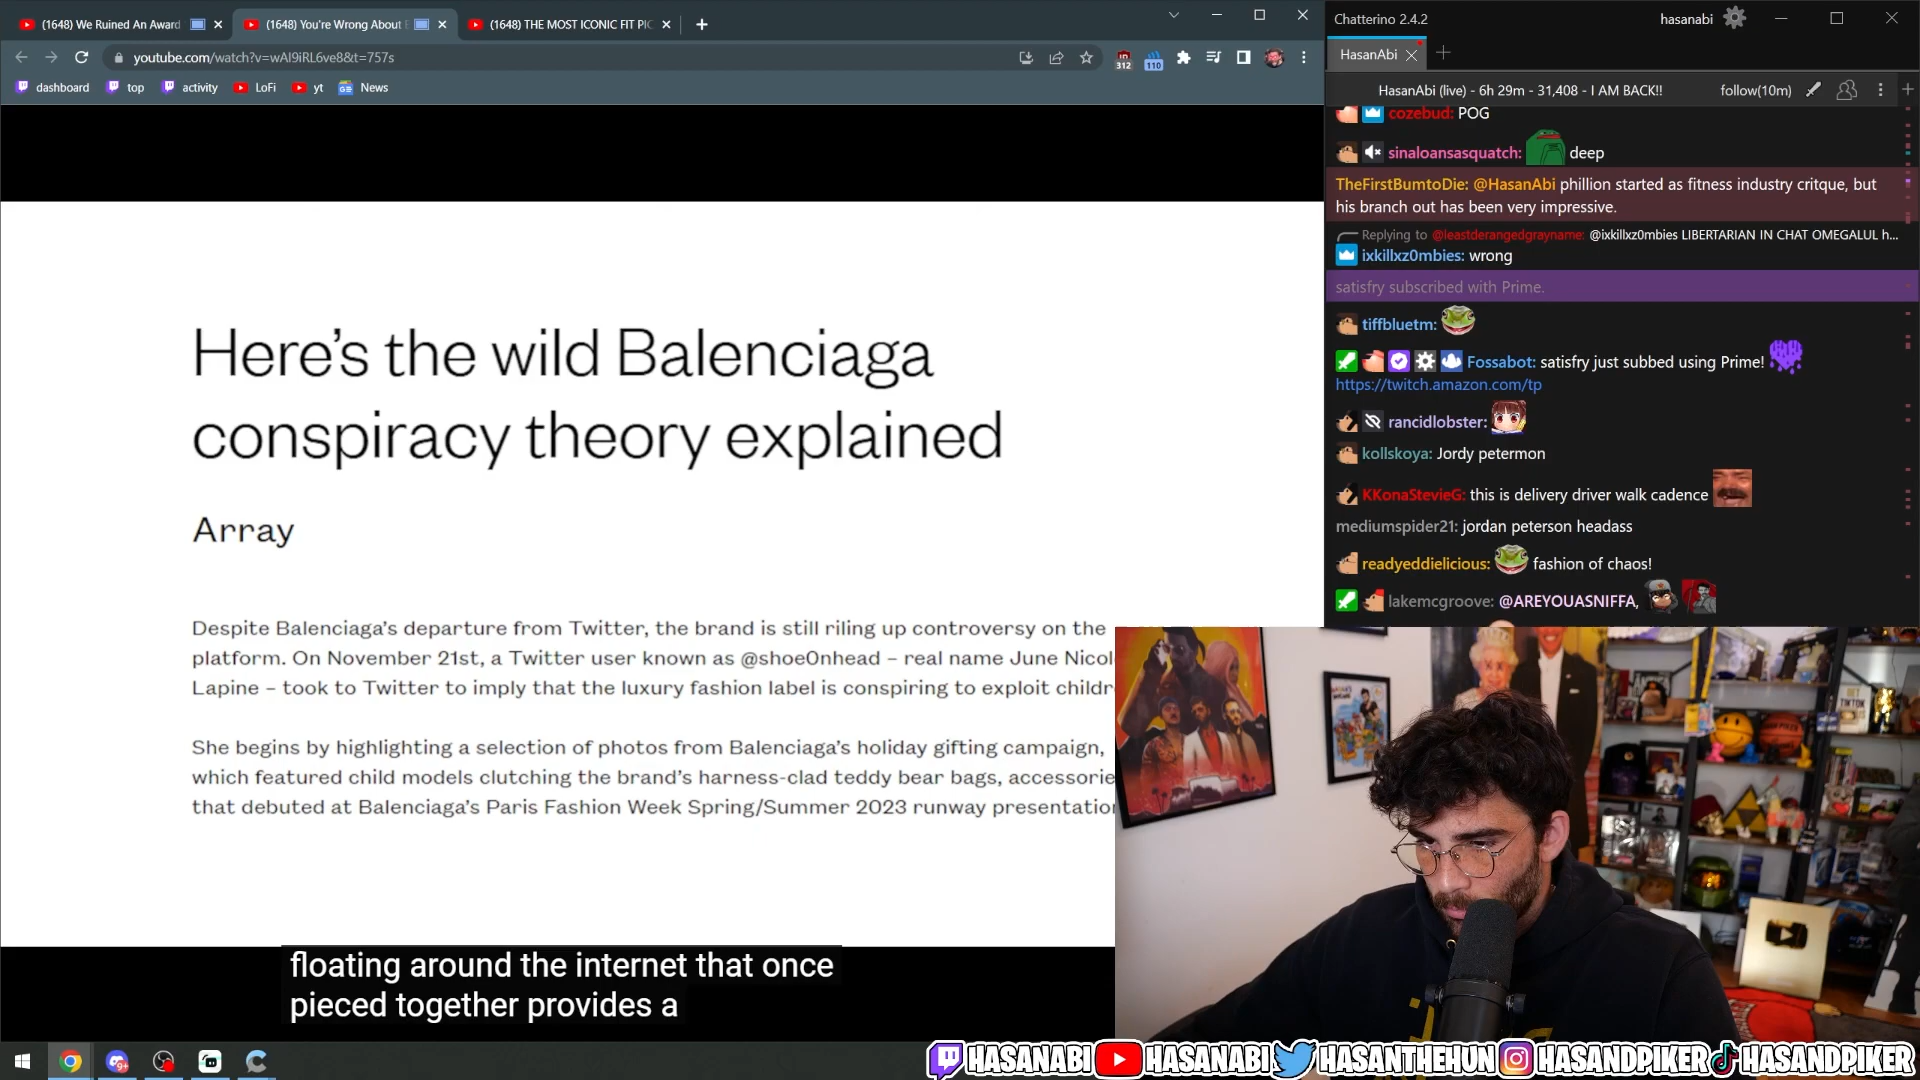 (1648) We Ruined An Award
(1648) You're Wrong About
(1648) THE MOST ICONIC FIT PIC
youtube.com/watch?v=wAl9iRL6ve8&t=757s
312
110
dashboard
top
activity
LoFi
yt
News
Here's the wild Balenciaga
conspiracy theory explained
Array
Despite Balenciaga's departure from Twitter, the brand is still riling up controversy on the
platform. On November 21st, a Twitter user known as @shoe0nhead – real name June Nicol
Lapine – took to Twitter to imply that the luxury fashion label is conspiring to exploit childr
She begins by highlighting a selection of photos from Balenciaga's holiday gifting campaign,
which featured child models clutching the brand's harness-clad teddy bear bags, accessorie
that debuted at Balenciaga's Paris Fashion Week Spring/Summer 2023 runway presentation
floating around the internet that once
pieced together provides a
Chatterino 2.4.2
hasanabi
HasanAbi
HasanAbi (live) - 6h 29m - 31,408 - I AM BACK!!
follow(10m)
cozebud: POG
sinaloansasquatch: deep
TheFirstBumtoDie: @HasanAbi phillion started as fitness industry critque, but
his branch out has been very impressive.
Replying to @leastderangedgrayname: @ixkillxz0mbies LIBERTARIAN IN CHAT OMEGALUL h...
ixkillxz0mbies: wrong
satisfry subscribed with Prime.
tiffbluetm:
Fossabot: satisfry just subbed using Prime!
https://twitch.amazon.com/tp
rancidlobster:
kollskoya: Jordy petermon
KKonaStevieG: this is delivery driver walk cadence
mediumspider21: jordan peterson headass
readyeddielicious: fashion of chaos!
lakemcgroove: @AREYOUASNIFFA,
9+
HASANABI
HASANABI
HASANTHEHUN
HASANDPIKER
HASANDPIKER